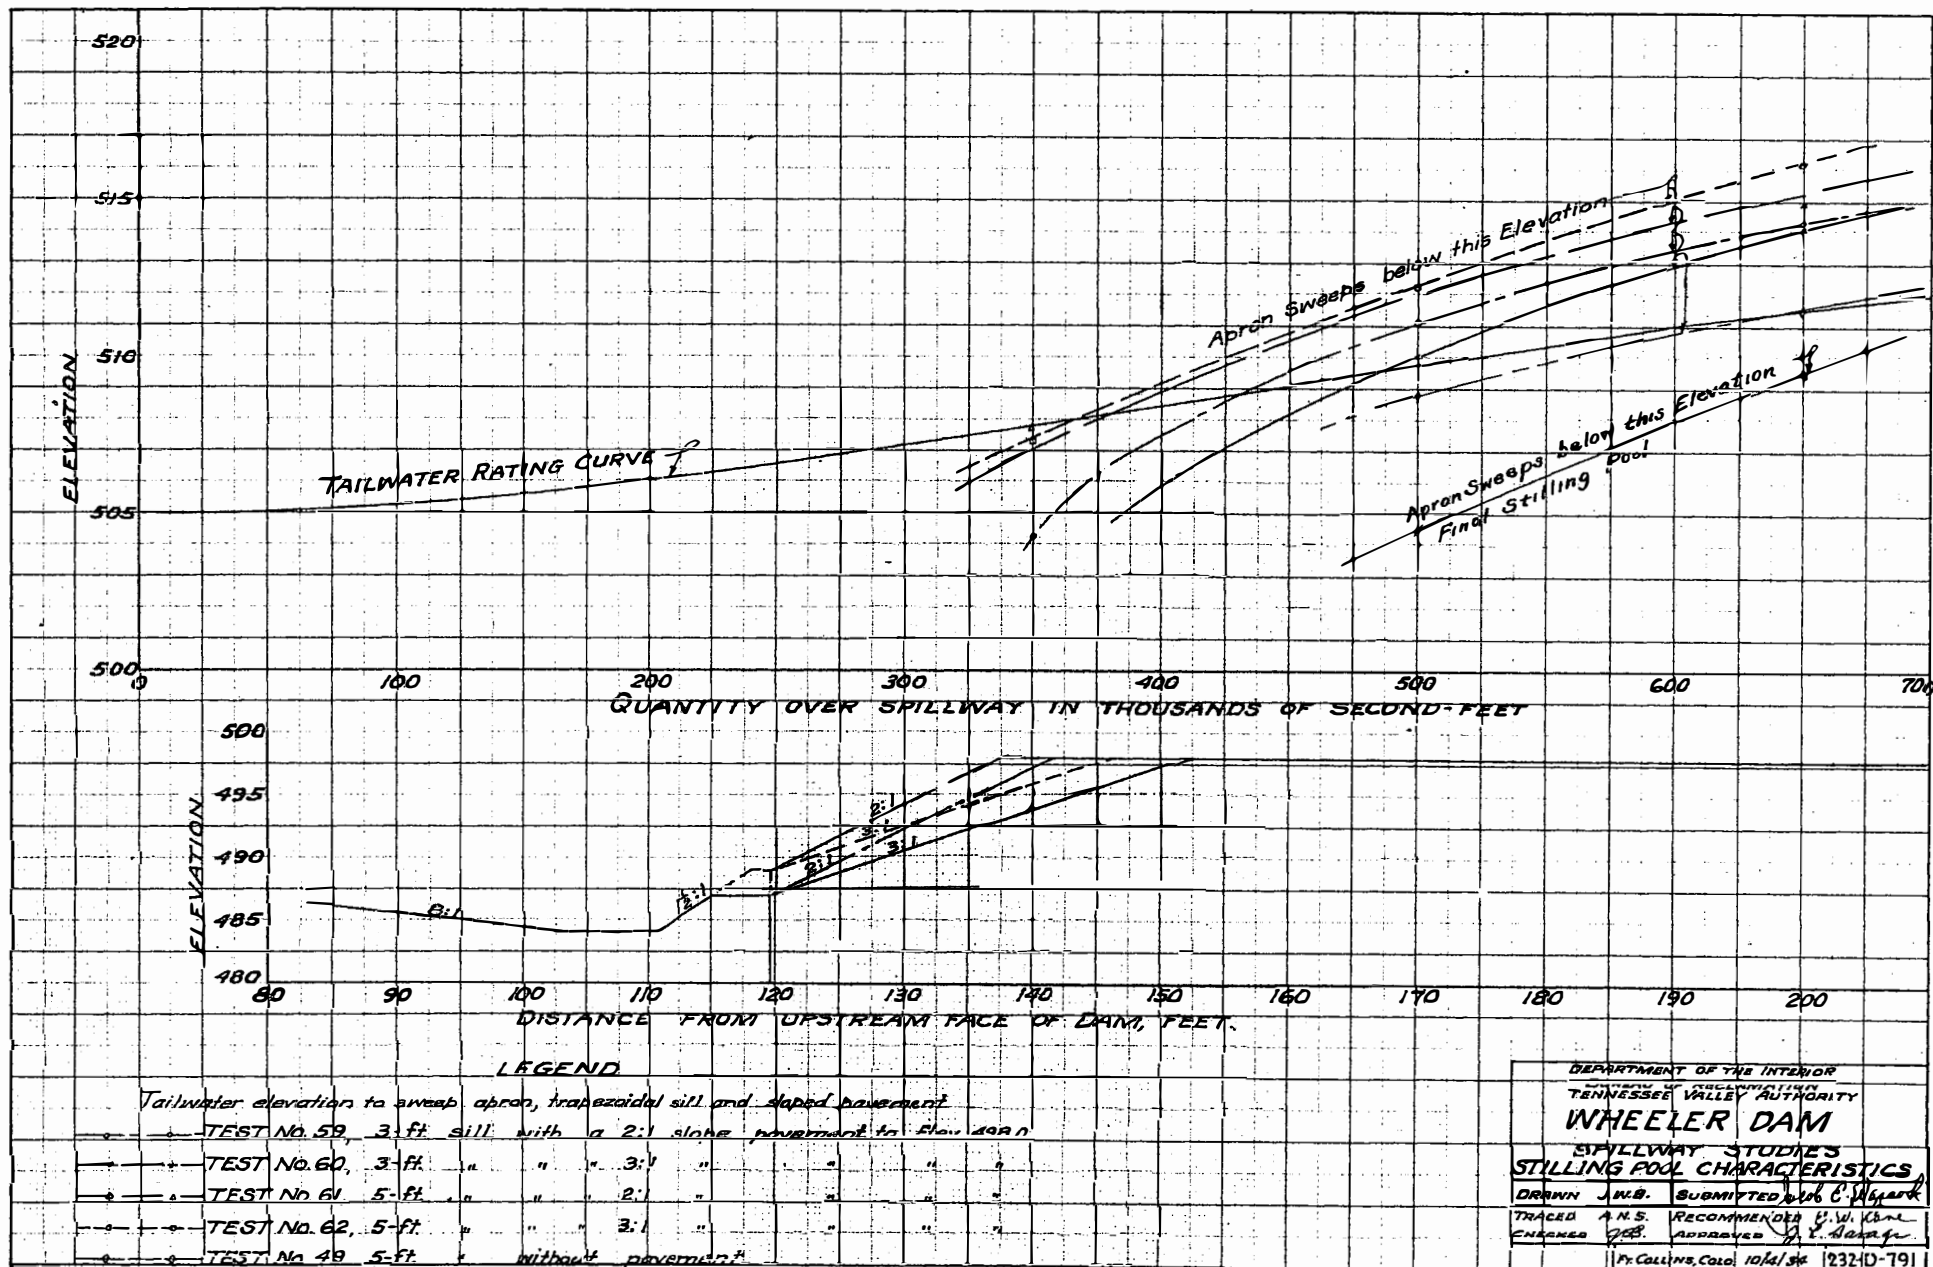 520
515
510
505
500
ELEVATION
Apron Sweeps below this Elevation
TAILWATER RATING CURVE
Apron Sweeps below this Elevation
Final Stilling Pool
0 100 200 300 400 500 600 700
QUANTITY OVER SPILLWAY IN THOUSANDS OF SECOND-FEET
500
495
490
485
480
ELEVATION
2:1
3:1
2:1
3:1
8:1
80 90 100 110 120 130 140 150 160 170 180 190 200
DISTANCE FROM UPSTREAM FACE OF DAM, FEET.
LEGEND
Tailwater elevation to sweep apron, trapezoidal sill and sloped pavement
TEST No. 59, 3-ft sill with a 2:1 slope pavement to Elev.
TEST No. 60, 3-ft. " " " 3:1 " " " "
TEST No. 61 5-ft. " " " 2:1 " " " "
TEST No. 62, 5-ft. " " " 3:1 " " " "
TEST No. 49 5-ft. " without pavement
DEPARTMENT OF THE INTERIOR
BUREAU OF RECLAMATION
TENNESSEE VALLEY AUTHORITY
WHEELER DAM
SPILLWAY STUDIES
STILLING POOL CHARACTERISTICS
DRAWN J.W.B. SUBMITTED
TRACED A.N.S. RECOMMENDED
CHECKED APPROVED
FT. COLLINS, COLO. 10/4/34 232-D-791